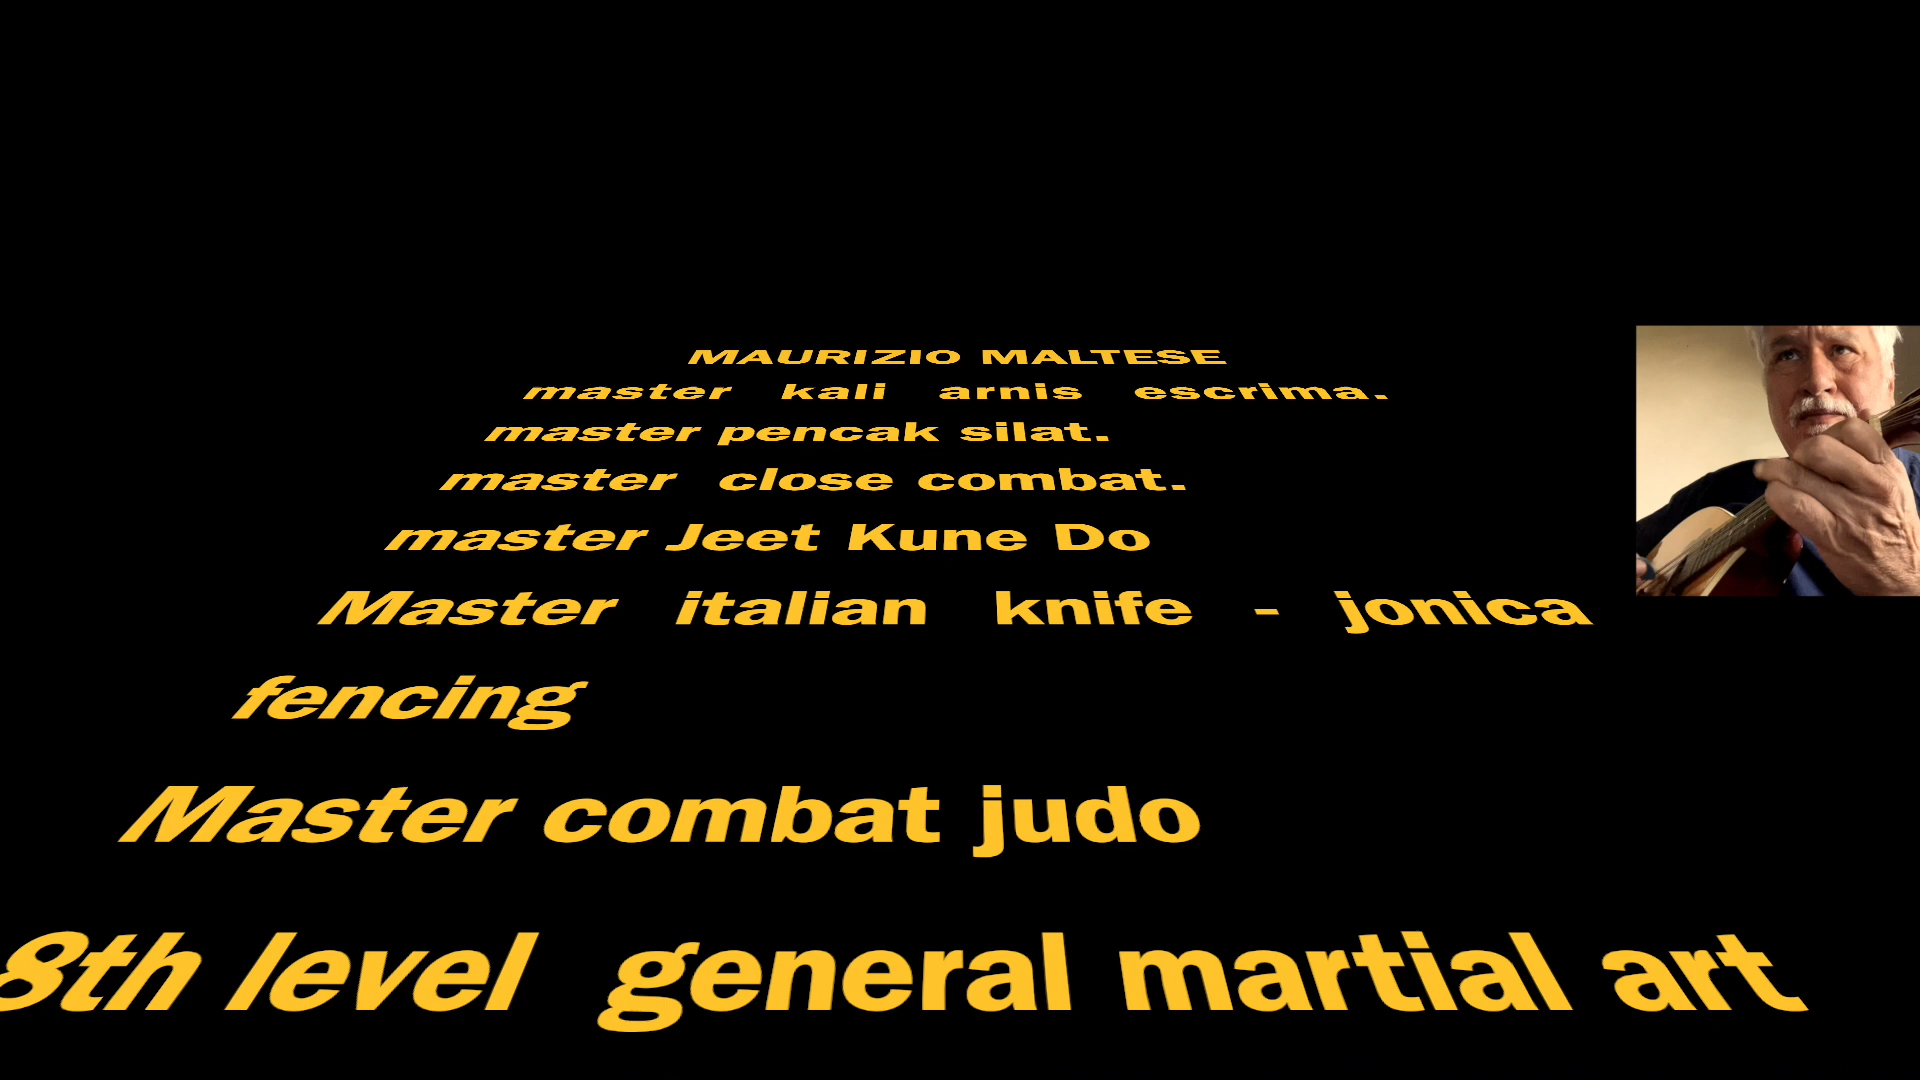 MAURIZIO MALTESE
master kali arnis escrima.
master pencak silat.
master close combat.
master Jeet Kune Do
Master italian knife - jonica
fencing
Master combat judo
8th level general martial art